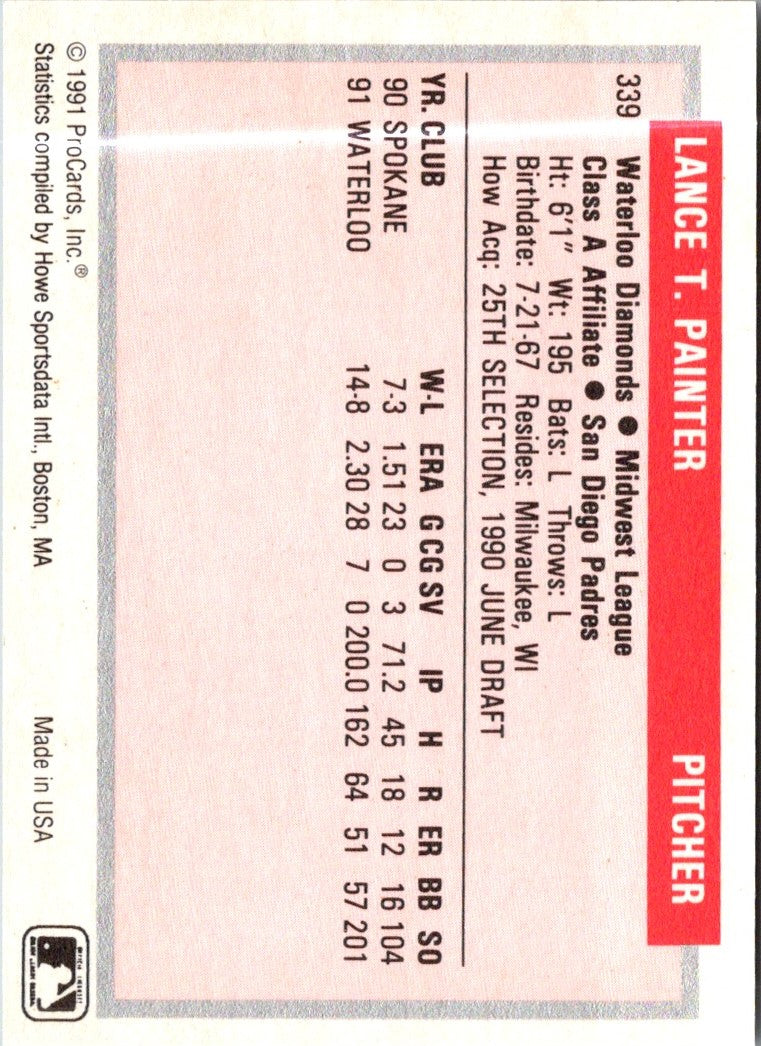 LANCE T. PAINTER PITCHER
339 Waterloo Diamonds ● Midwest League
Class A Affiliate ● San Diego Padres
Ht: 6'1" Wt: 195 Bats: L Throws: L
Birthdate: 7-21-67 Resides: Milwaukee, WI
How Acq: 25TH SELECTION, 1990 JUNE DRAFT
YR. CLUB W-L ERA G CG SV IP H R ER BB SO
90 SPOKANE 7-3 1.51 23 0 3 71.2 45 18 12 16 104
91 WATERLOO 14-8 2.30 28 7 0 200.0 162 64 51 57 201
© 1991 ProCards, Inc.®
Statistics compiled by Howe Sportsdata Intl., Boston, MA Made in USA